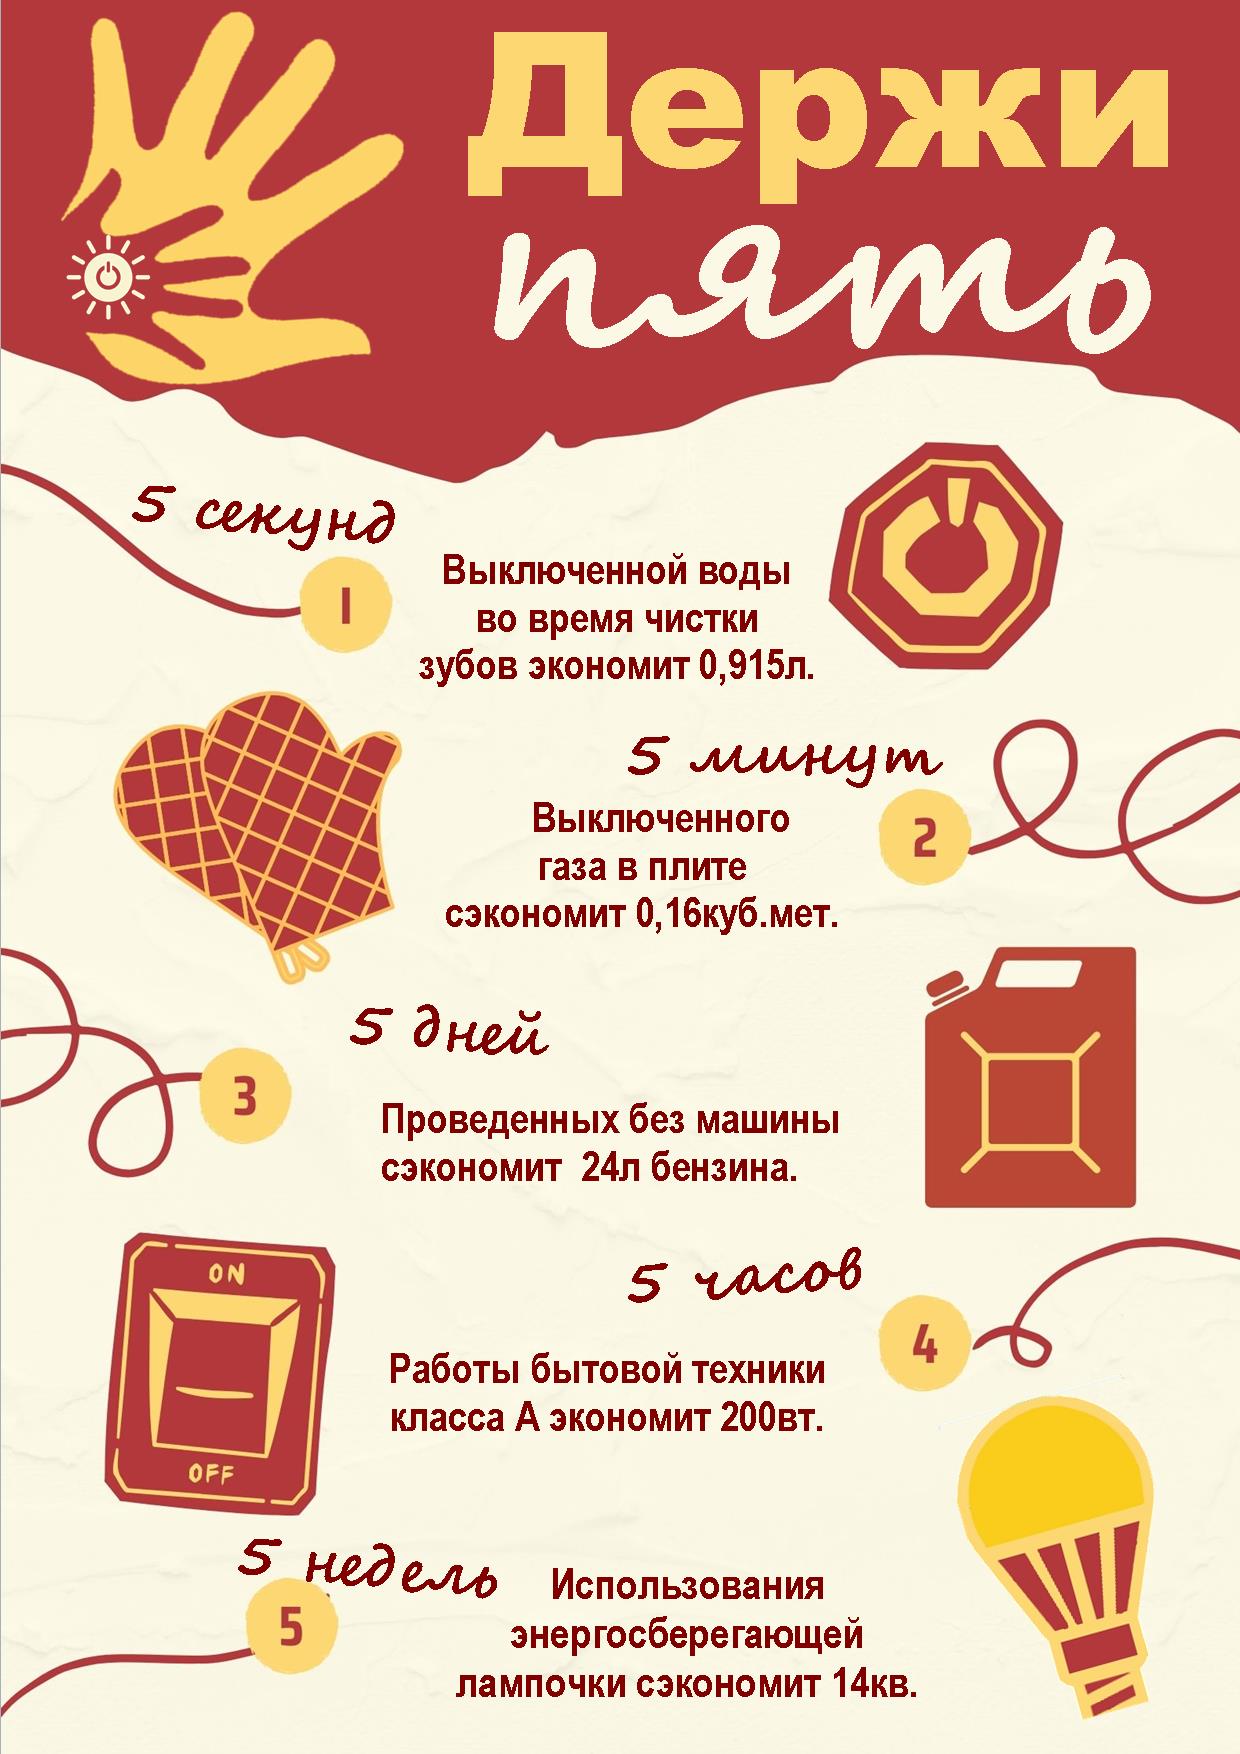 Держи
пять
5 секунд
1
Выключенной воды
во время чистки
зубов экономит 0,915л.
5 минут
2
Выключенного
газа в плите
сэкономит 0,16куб.мет.
5 дней
3
Проведенных без машины
сэкономит 24л бензина.
5 часов
4
Работы бытовой техники
класса А экономит 200вт.
ON
OFF
5 недель
5
Использования
энергосберегающей
лампочки сэкономит 14кв.